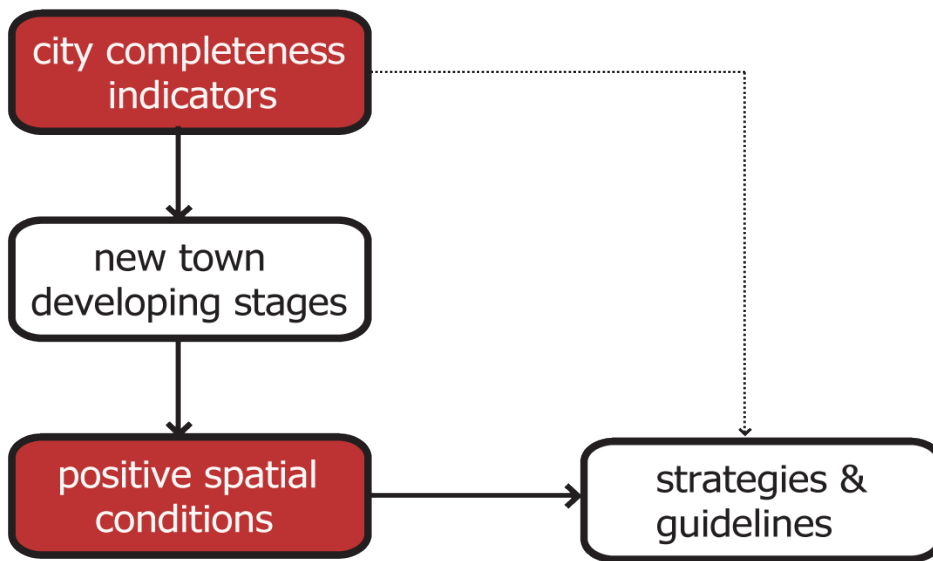 city completeness
indicators
new town
developing stages
positive spatial
conditions
strategies &
guidelines